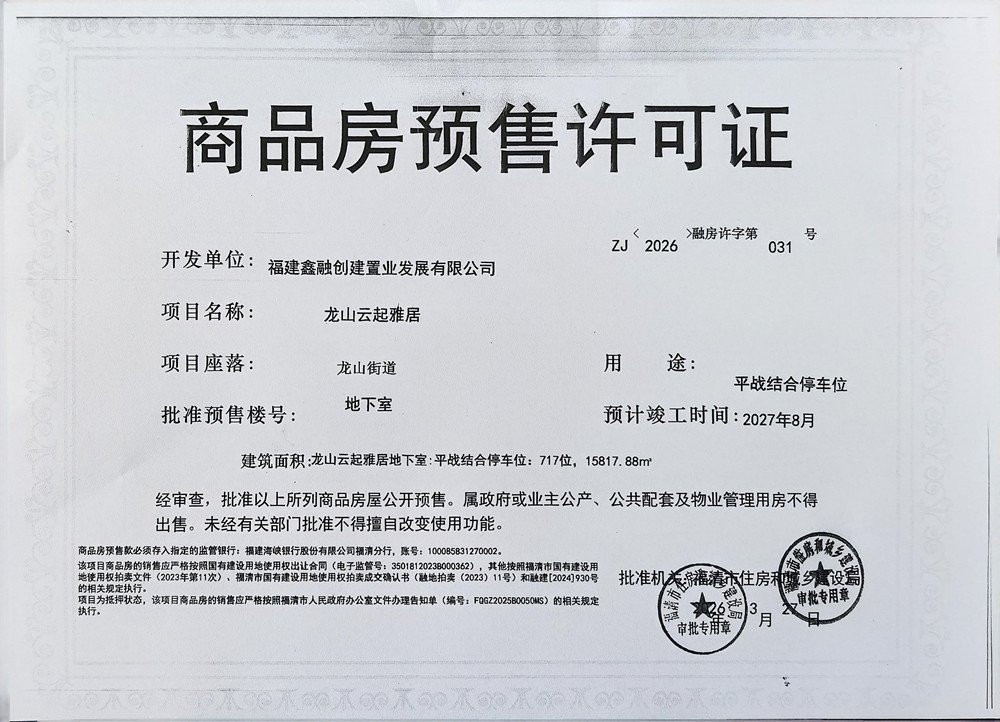 商品房预售许可证
ZJ〈2026〉融房许字第031号
开发单位：福建鑫融创建置业发展有限公司
项目名称：龙山云起雅居
项目座落：龙山街道
用途：平战结合停车位
批准预售楼号：地下室
预计竣工时间：2027年8月
建筑面积：龙山云起雅居地下室：平战结合停车位：717位，15817.88㎡
经审查，批准以上所列商品房屋公开预售。属政府或业主公产、公共配套及物业管理用房不得
出售。未经有关部门批准不得擅自改变使用功能。
商品房预售款必须存入指定的监管银行：福建海峡银行股份有限公司福清分行，账号：100085831270002。
该项目商品房的销售应严格按照国有建设用地使用权出让合同（电子监管号：3501812023B000362），其他按照福清市国有建设用
地使用权拍卖文件（2023年第11次）、福清市国有建设用地使用权拍卖成交确认书（融地拍卖（2023）11号）和融建[2024]930号
的相关规定执行。
项目为抵押状态，该项目商品房的销售应严格按照福清市人民政府办公室文件办理告知单（编号：FQGZ2025B0050MS）的相关规定
执行。
批准机关：福清市住房和城乡建设局
2026年3月27日
审批专用章
审批专用章